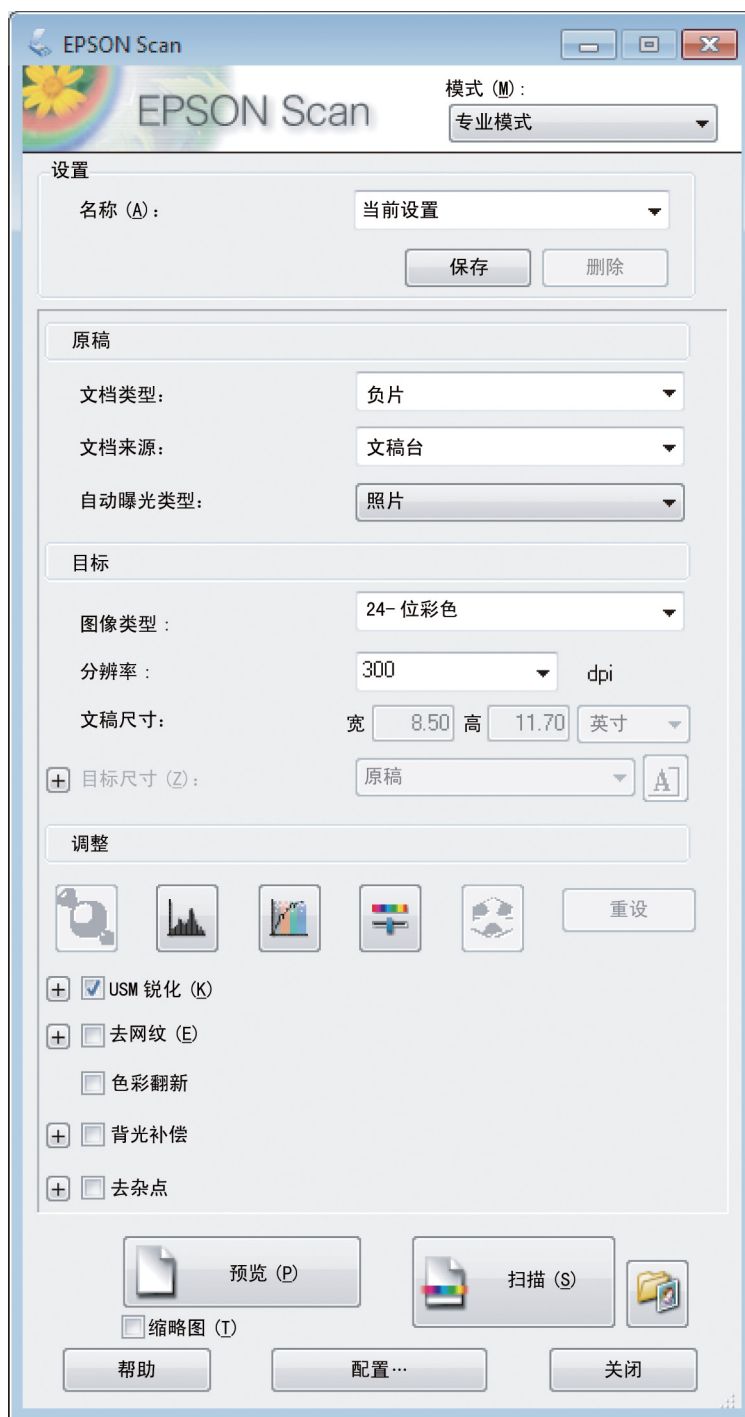 EPSON Scan
EPSON Scan
模式 (M) :
专业模式
设置
名称 (A)： 当前设置
保存 删除
原稿
文档类型： 负片
文档来源： 文稿台
自动曝光类型： 照片
目标
图像类型 : 24- 位彩色
分辨率 : 300 dpi
文稿尺寸： 宽 8.50 高 11.70 英寸
目标尺寸 (Z)： 原稿 A
调整
重设
USM 锐化 (K)
去网纹 (E)
色彩翻新
背光补偿
去杂点
预览 (P) 扫描 (S)
缩略图 (T)
帮助 配置… 关闭